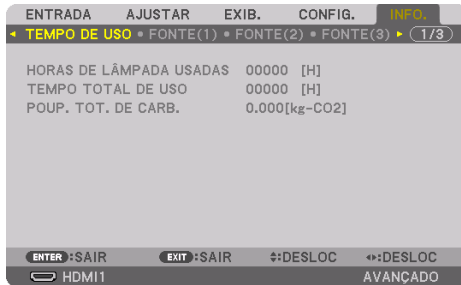 ENTRADA AJUSTAR EXIB. CONFIG. INFO.
◂ TEMPO DE USO • FONTE(1) • FONTE(2) • FONTE(3) ▸ 1/3
HORAS DE LÂMPADA USADAS 00000 [H]
TEMPO TOTAL DE USO 00000 [H]
POUP. TOT. DE CARB. 0.000[kg-CO2]
ENTER :SAIR EXIT :SAIR ⬍:DESLOC ⬌:DESLOC
HDMI1 AVANÇADO